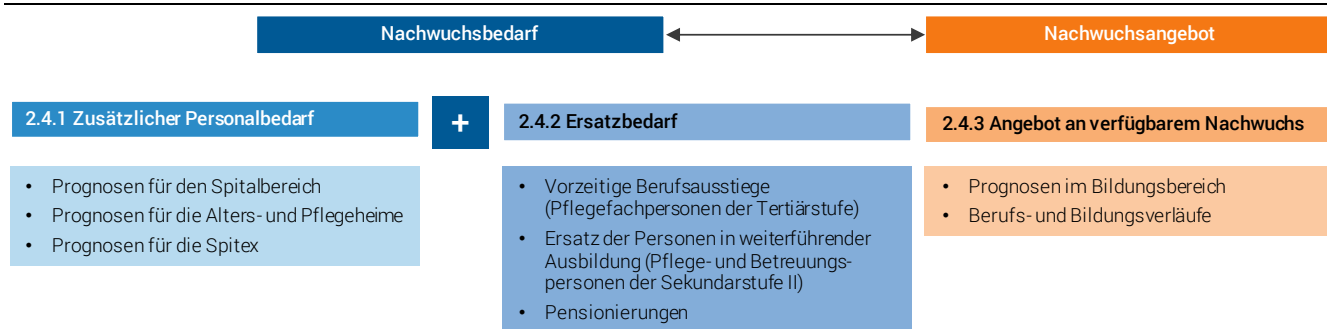 Nachwuchsbedarf
Nachwuchsangebot
2.4.1 Zusätzlicher Personalbedarf
+
2.4.2 Ersatzbedarf
2.4.3 Angebot an verfügbarem Nachwuchs
• Prognosen für den Spitalbereich
• Prognosen für die Alters- und Pflegeheime
• Prognosen für die Spitex
• Vorzeitige Berufsausstiege
(Pflegefachpersonen der Tertiärstufe)
• Ersatz der Personen in weiterführender
Ausbildung (Pflege- und Betreuungs-
personen der Sekundarstufe II)
• Pensionierungen
• Prognosen im Bildungsbereich
• Berufs- und Bildungsverläufe